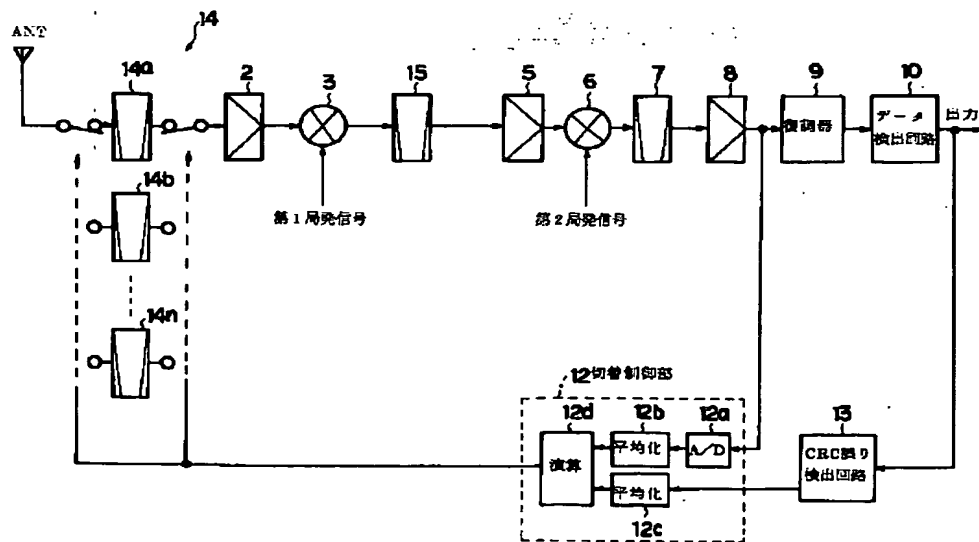 ANT
14
14a
2
3
15
5
6
7
8
9
10
復調器
データ
検出回路
出力
14b
第1局発信号
第2局発信号
14n
12 切替制御部
12d
12b
12a
13
演算
平均化
A/D
CRC誤り
検出回路
平均化
12c